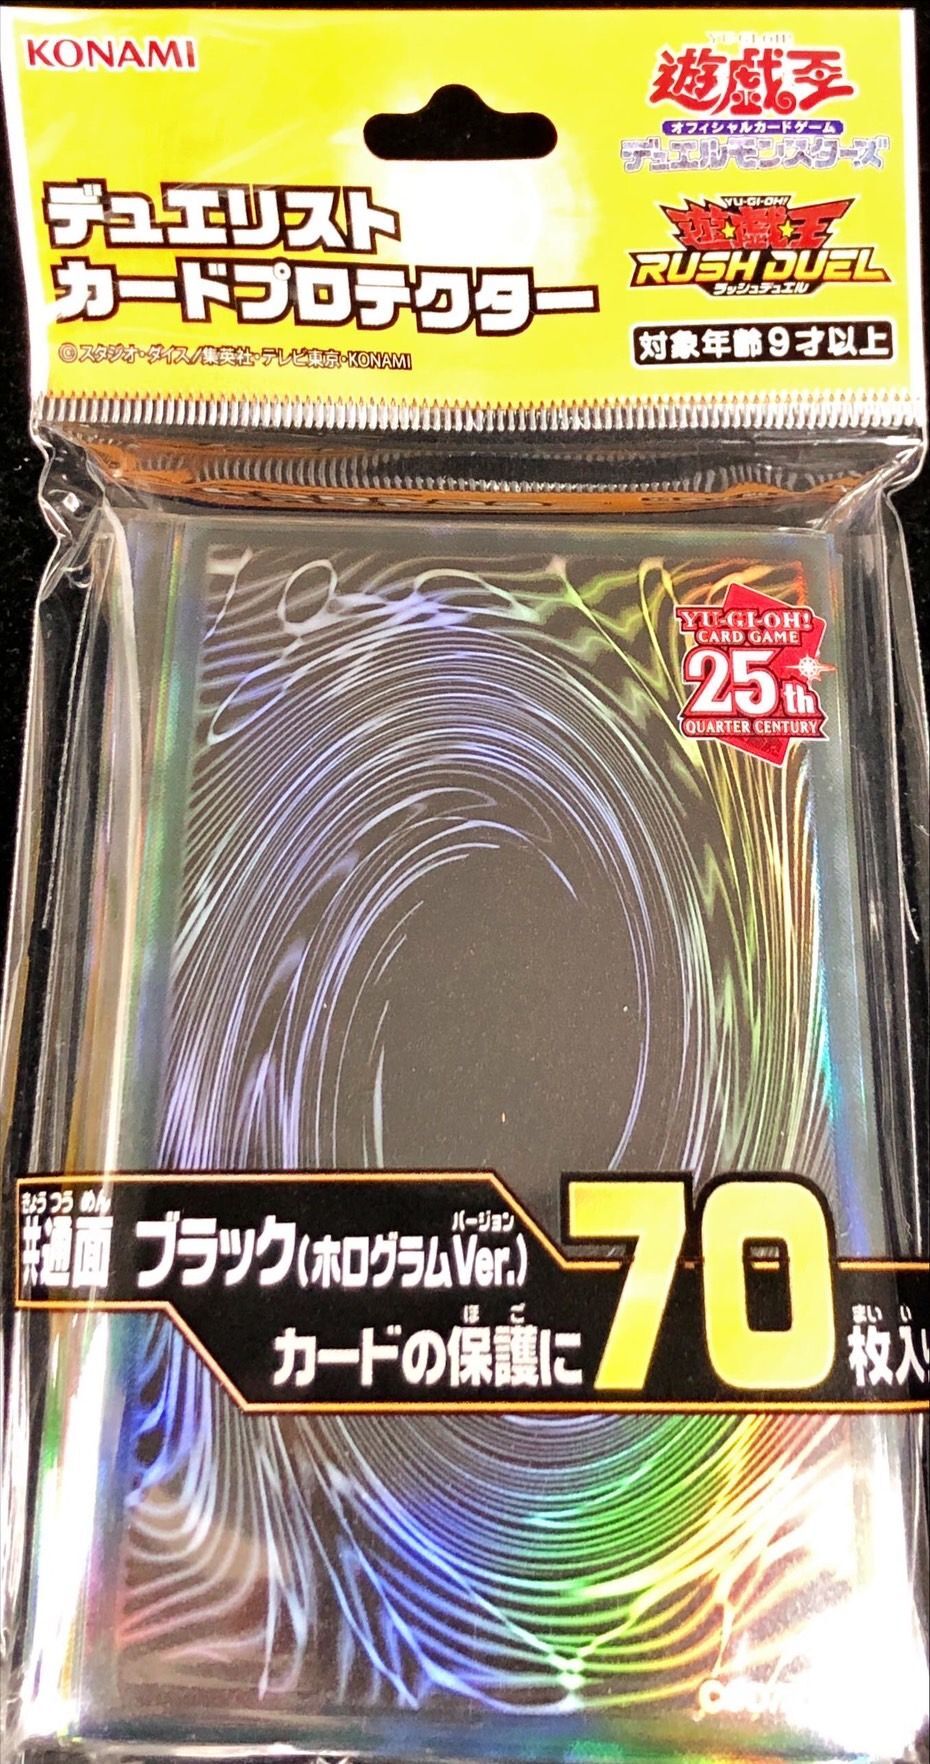 KONAMI
YU-GI-OH!
遊戯王
オフィシャルカードゲーム
デュエルモンスターズ
YU-GI-OH!
遊☆戯☆王
RUSH DUEL
ラッシュデュエル
デュエリスト
カードプロテクター
©スタジオ・ダイス/集英社・テレビ東京・KONAMI
対象年齢9才以上
YU-GI-OH!
CARD GAME
25th
QUARTER CENTURY
きょうつうめん
バージョン
共通面 ブラック(ホログラムVer.)
ほご
まいい
カードの保護に70枚入り